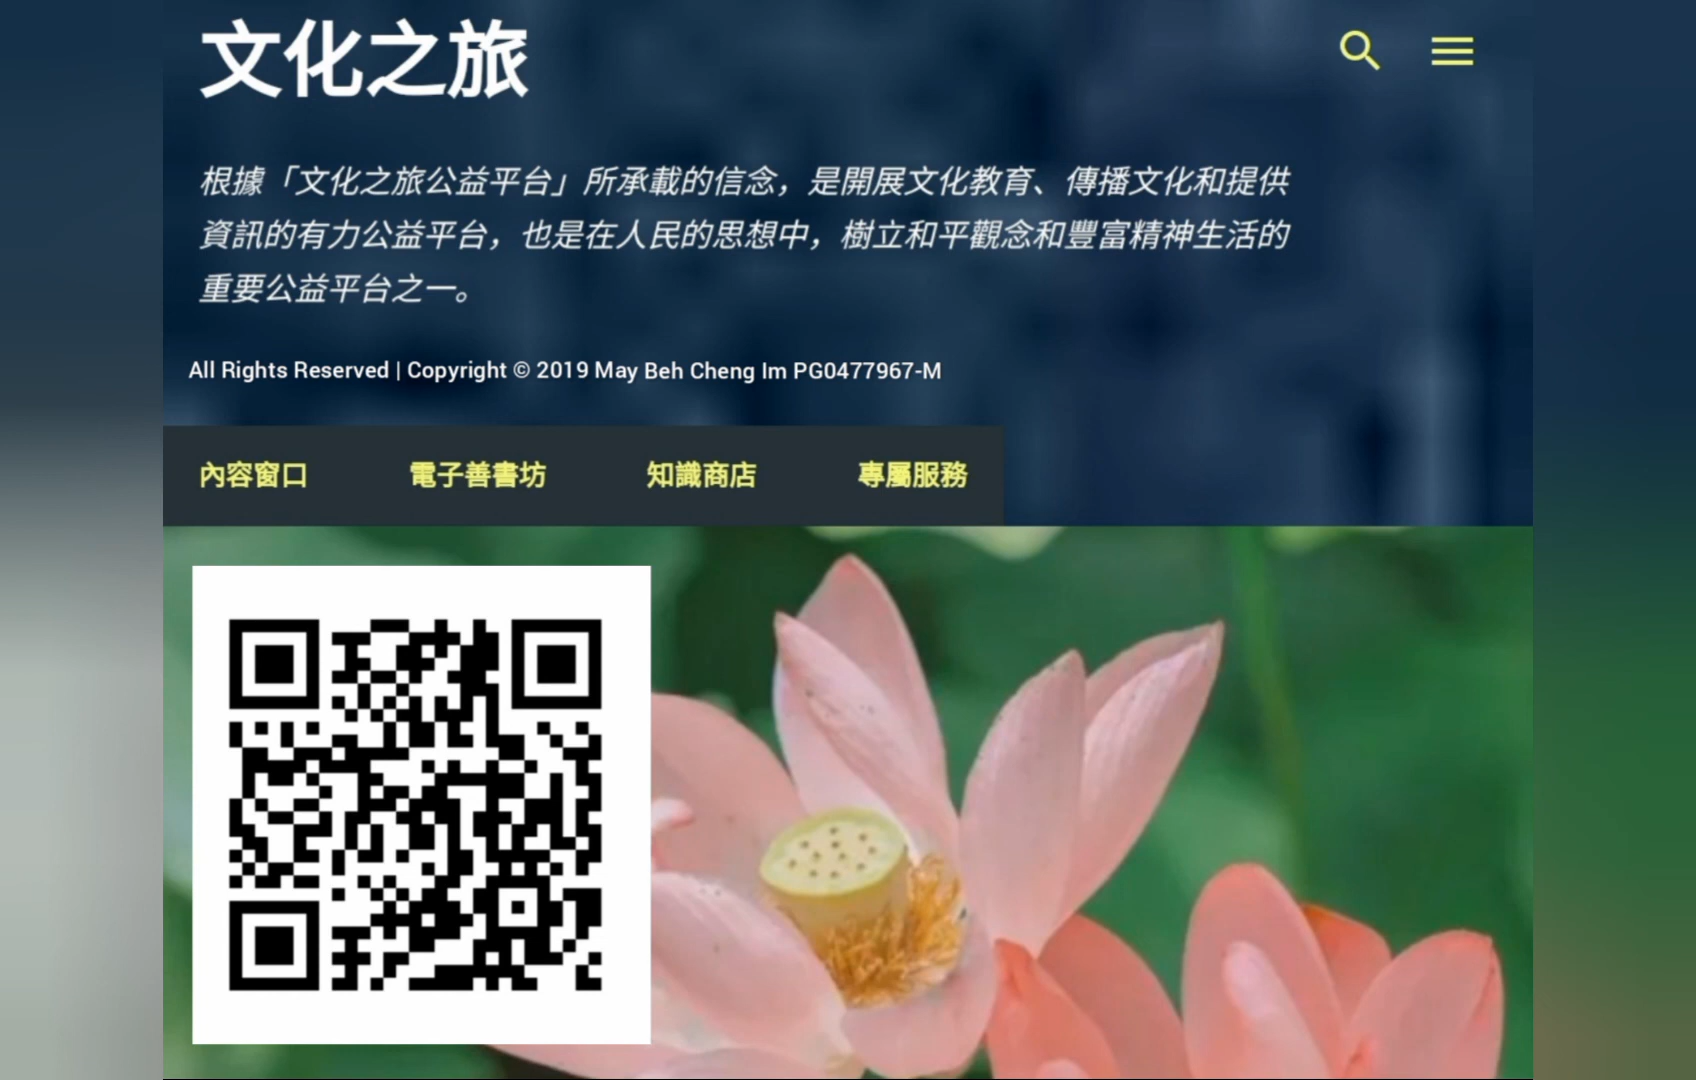 文化之旅
根據「文化之旅公益平台」所承載的信念，是開展文化教育、傳播文化和提供
資訊的有力公益平台，也是在人民的思想中，樹立和平觀念和豐富精神生活的
重要公益平台之一。
All Rights Reserved | Copyright © 2019 May Beh Cheng Im PG0477967-M
內容窗口 電子善書坊 知識商店 專屬服務